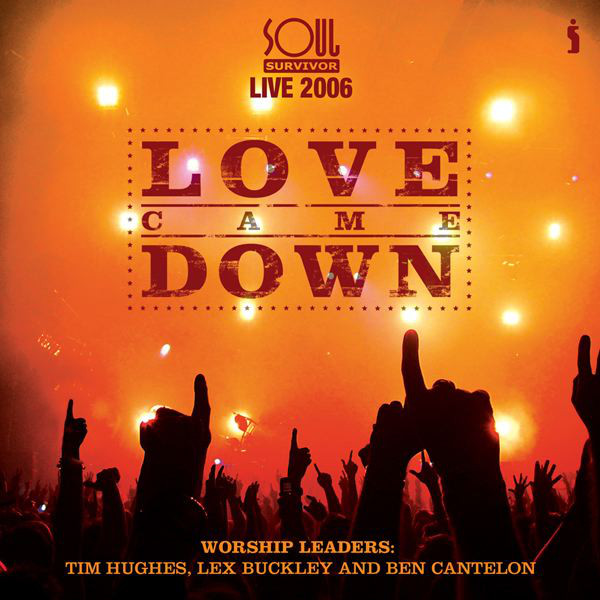 SOUL
SURVIVOR
LIVE 2006
LOVE
CAME
DOWN
WORSHIP LEADERS:
TIM HUGHES, LEX BUCKLEY AND BEN CANTELON